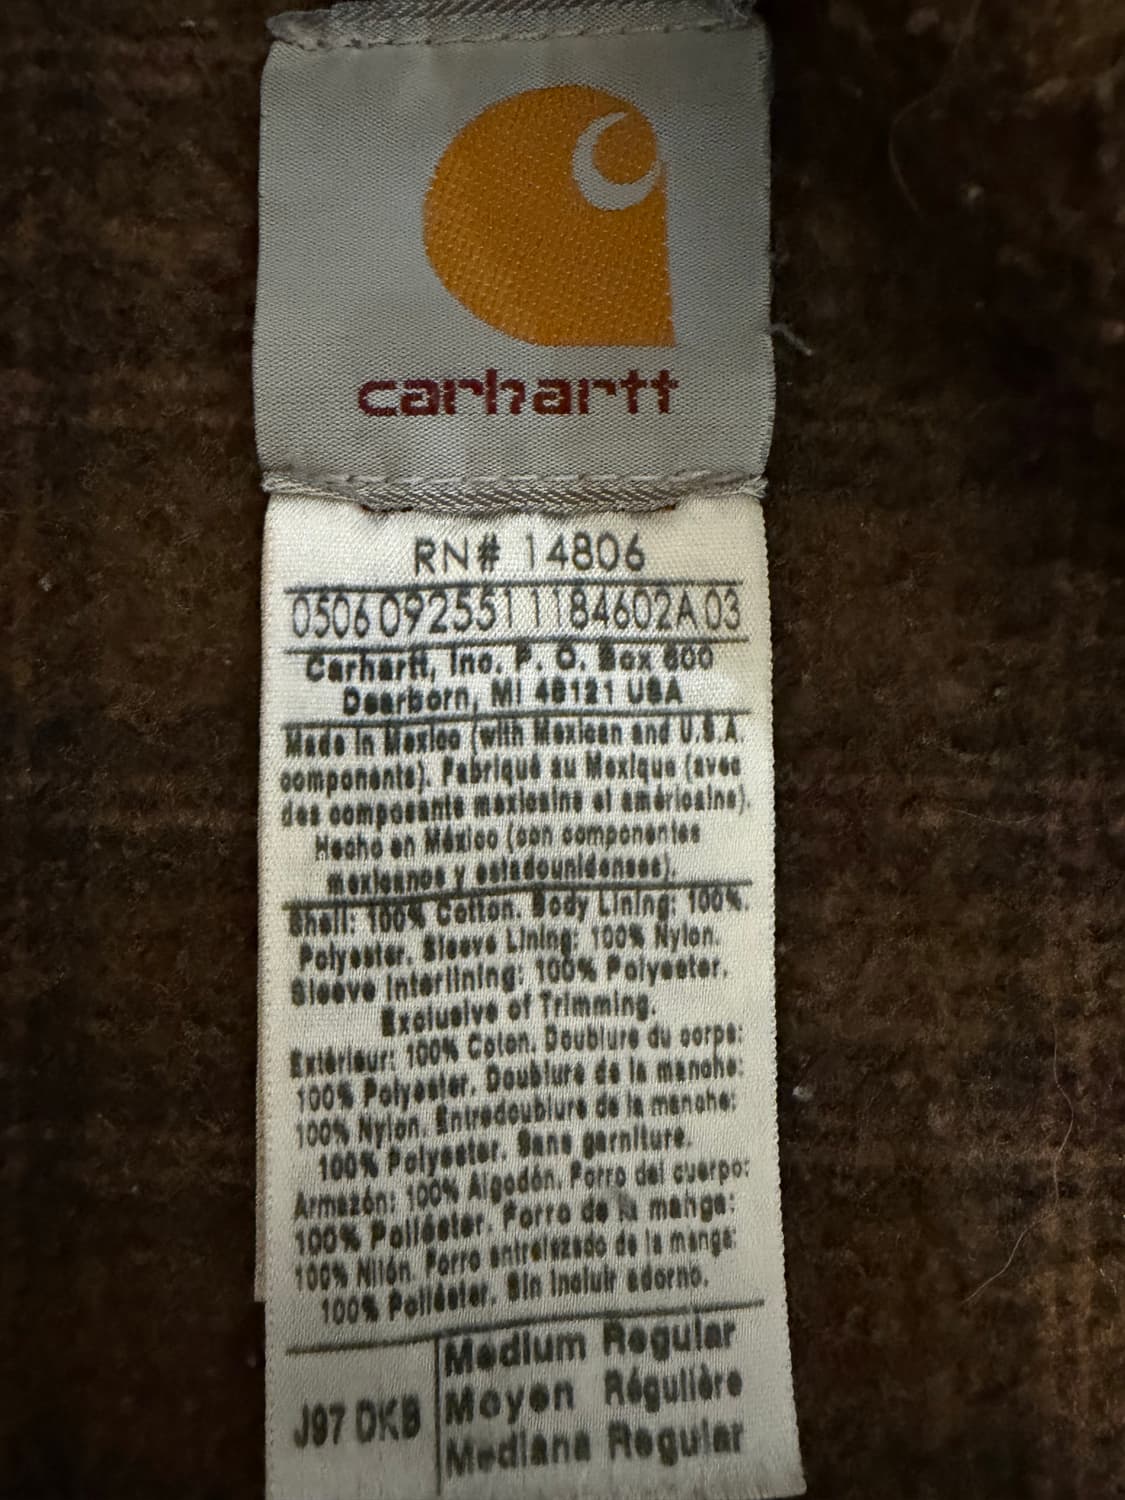 carhartt
RN# 14806
0506 0925511184602A 03
Carhartt, Inc. P. O. Box 600
Dearborn, MI 48121 USA
Made in Mexico (with Mexican and U.S.A.
components). Fabriqué au Mexique (avec
des composants mexicains et américains).
Hecho en México (con componentes
mexicanos y estadounidenses).
Shell: 100% Cotton. Body Lining: 100%
Polyester. Sleeve Lining: 100% Nylon.
Sleeve Interlining: 100% Polyester.
Exclusive of Trimming.
Extérieur: 100% Coton. Doublure du corps:
100% Polyester. Doublure de la manche:
100% Nylon. Entredoublure de la manche:
100% Polyester. Sans garniture.
Armazón: 100% Algodón. Forro del cuerpo:
100% Poliéster. Forro de la manga:
100% Nilón. Forro entrelazado de la manga:
100% Poliéster. Sin incluir adorno.
J97 DKB
Medium Regular
Moyen Régulière
Mediana Regular